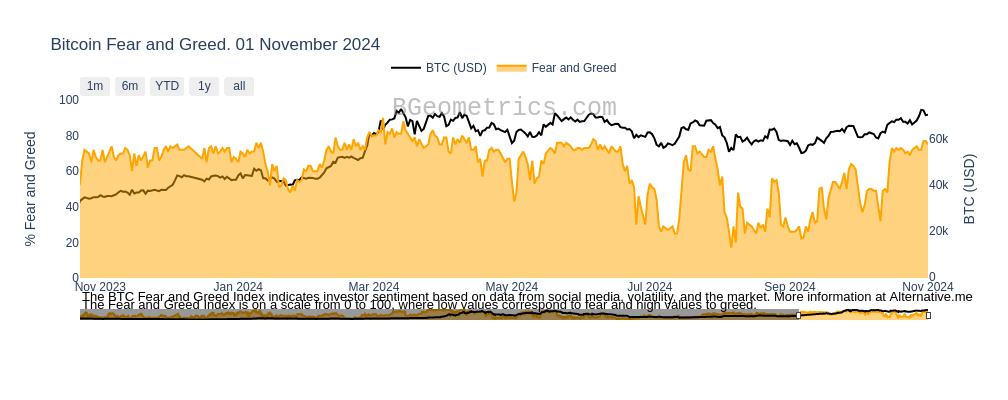 Bitcoin Fear and Greed. 01 November 2024
BTC (USD) Fear and Greed
1m 6m YTD 1y all
RGeometrics.com
100
80
60
40
20
0
% Fear and Greed
60k
40k
20k
0
BTC (USD)
Nov 2023 Jan 2024 Mar 2024 May 2024 Jul 2024 Sep 2024 Nov 2024
The BTC Fear and Greed Index indicates investor sentiment based on data from social media, volatility, and the market. More information at Alternative.me
The Fear and Greed Index is on a scale from 0 to 100, where low values correspond to fear and high values to greed.